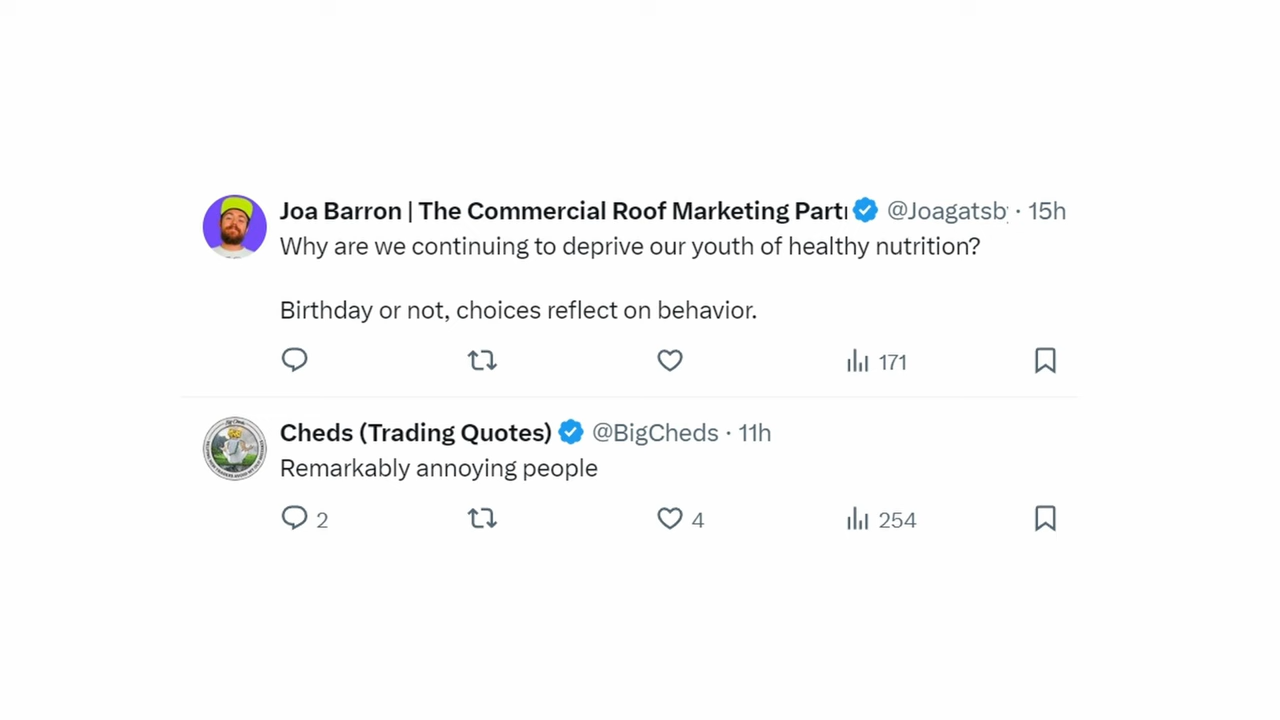 Joa Barron | The Commercial Roof Marketing Part @Joagatsb · 15h
Why are we continuing to deprive our youth of healthy nutrition?
Birthday or not, choices reflect on behavior.
171
Cheds (Trading Quotes) @BigCheds · 11h
Remarkably annoying people
2 4 254